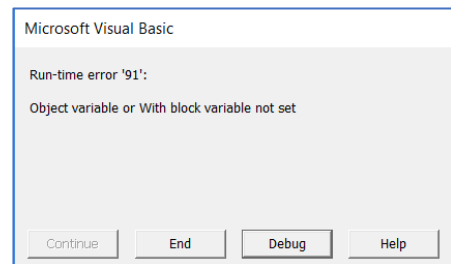 Microsoft Visual Basic
Run-time error '91':
Object variable or With block variable not set
Continue End Debug Help